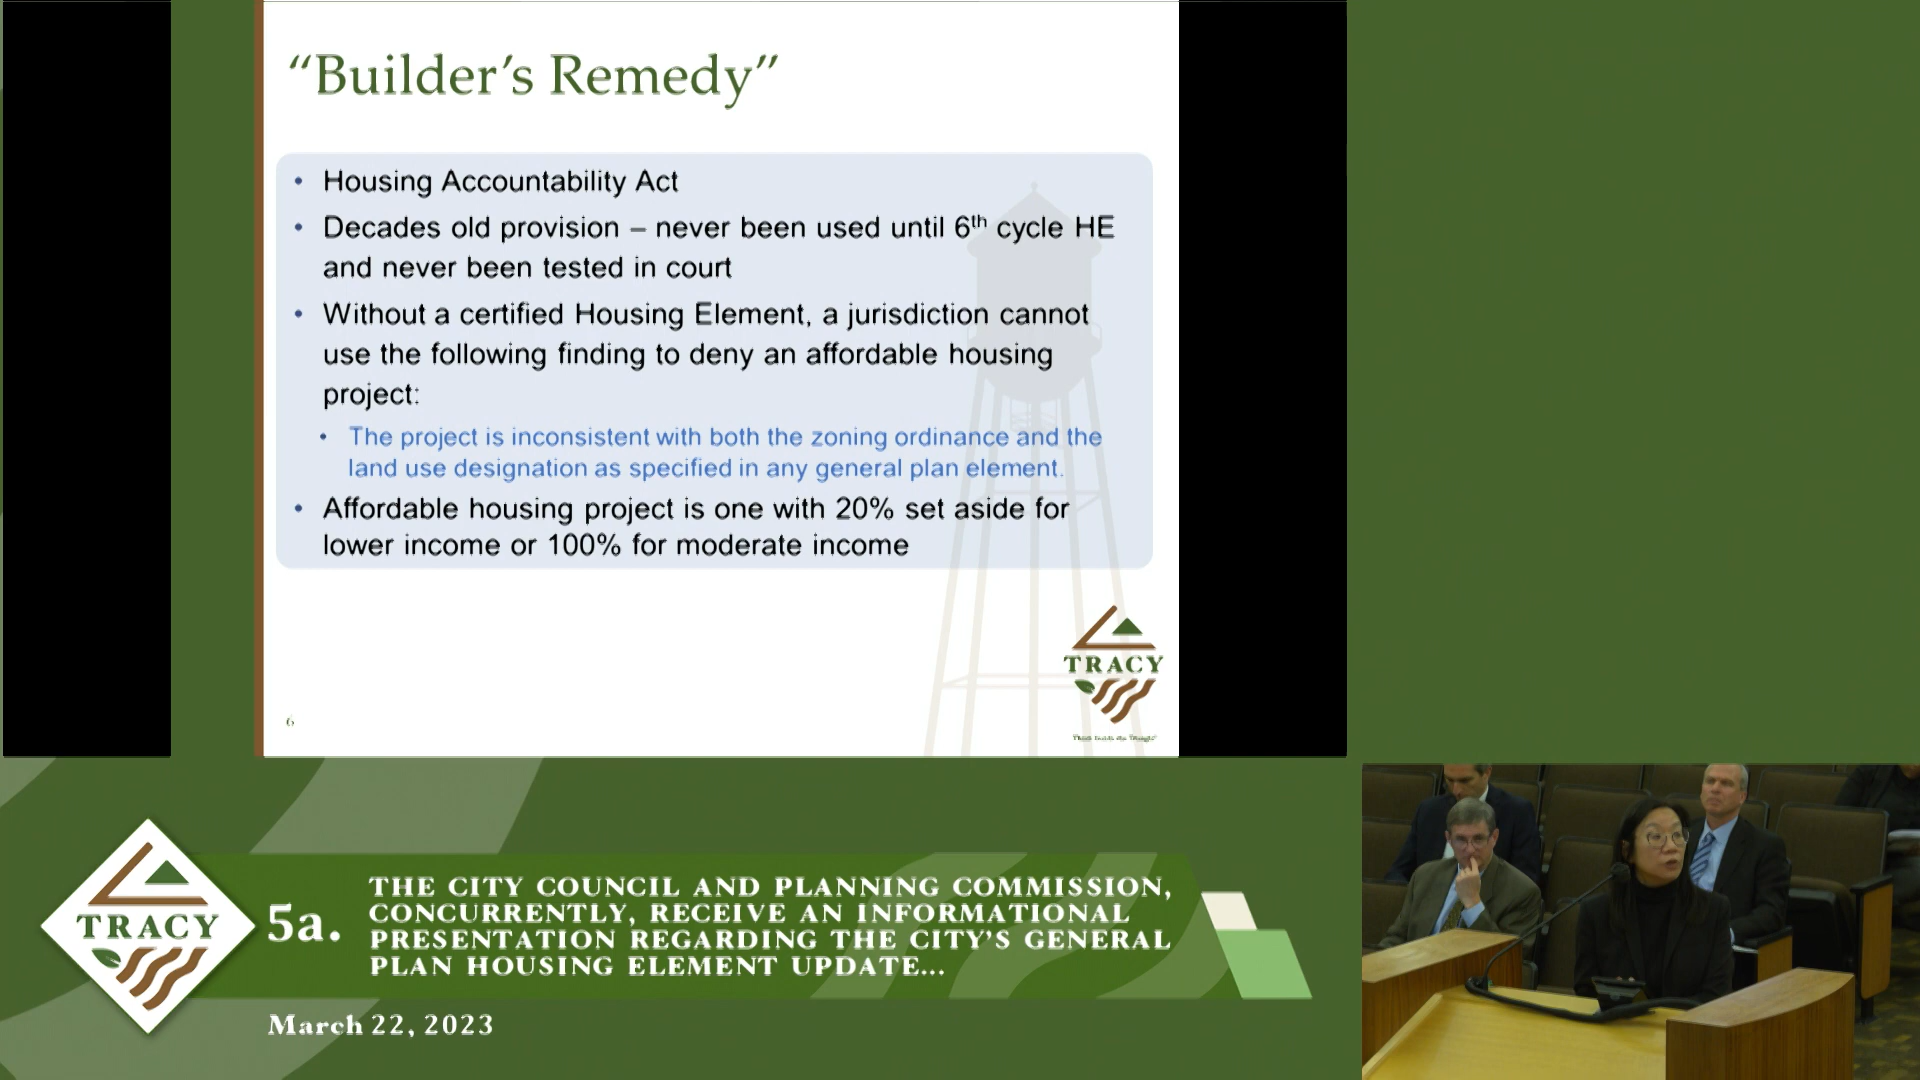 “Builder’s Remedy”
• Housing Accountability Act
• Decades old provision – never been used until 6th cycle HE
and never been tested in court
• Without a certified Housing Element, a jurisdiction cannot
use the following finding to deny an affordable housing
project:
• The project is inconsistent with both the zoning ordinance and the
land use designation as specified in any general plan element.
• Affordable housing project is one with 20% set aside for
lower income or 100% for moderate income
TRACY
6
TRACY
5a.
THE CITY COUNCIL AND PLANNING COMMISSION,
CONCURRENTLY, RECEIVE AN INFORMATIONAL
PRESENTATION REGARDING THE CITY’S GENERAL
PLAN HOUSING ELEMENT UPDATE...
March 22, 2023